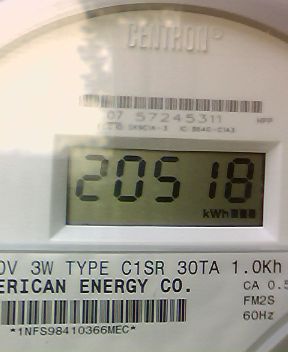 CENTRON®
07 57245311
20518
kWh
0V 3W TYPE C1SR 30TA 1.0Kh
ERICAN ENERGY CO.
CA 0.5
FM2S
60Hz
*1NFS98410366MEC*